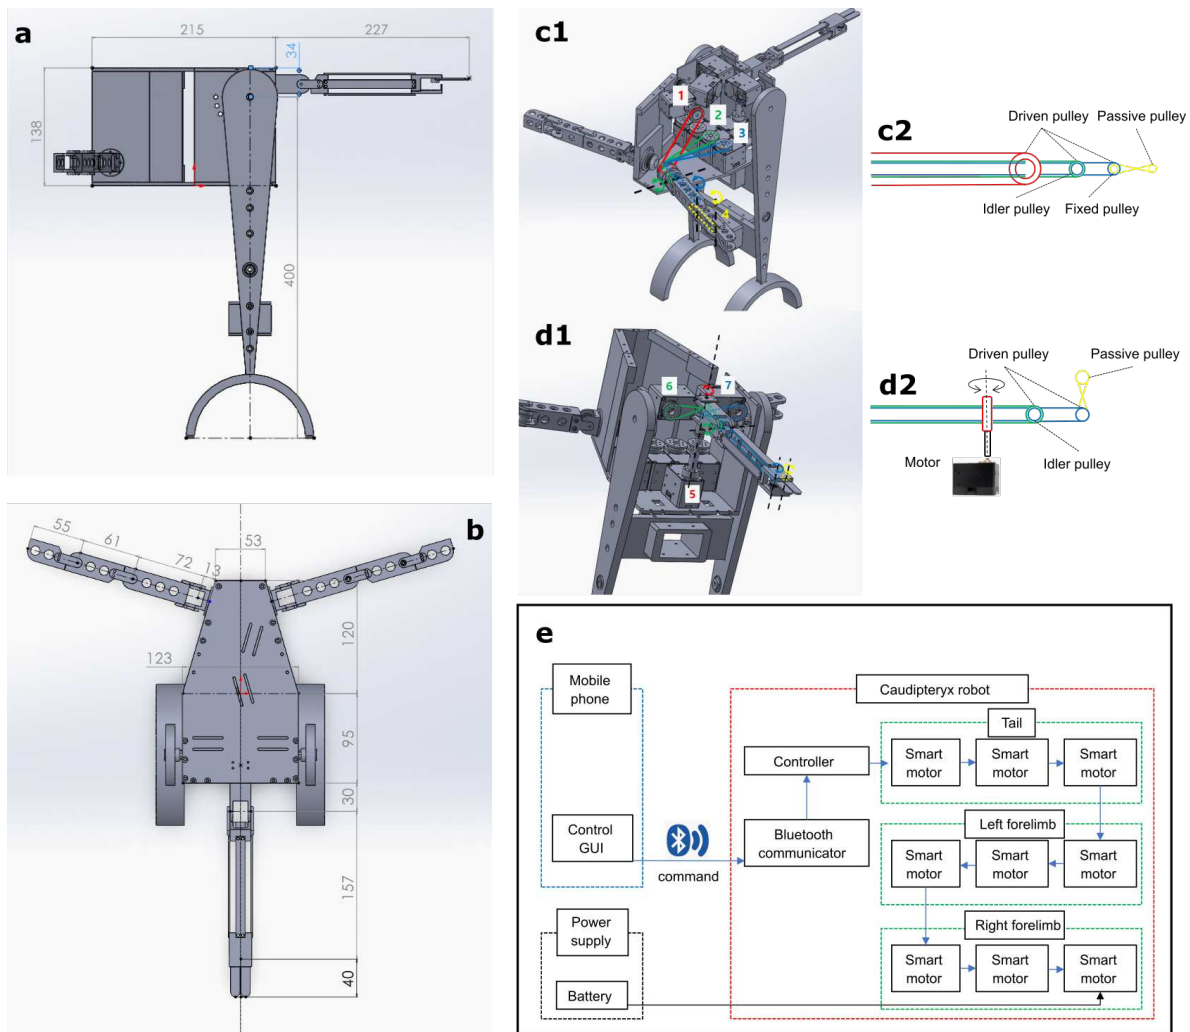 a
215
227
34
138
400
b
55
61
72
13
53
120
123
95
30
157
40
c1
1
2
3
4
c2
Driven pulley
Passive pulley
Idler pulley
Fixed pulley
d1
6
7
5
d2
Driven pulley
Passive pulley
Motor
Idler pulley
e
Mobile
phone
Control
GUI
command
Power
supply
Battery
Caudipteryx robot
Controller
Bluetooth
communicator
Tail
Smart
motor
Smart
motor
Smart
motor
Left forelimb
Smart
motor
Smart
motor
Smart
motor
Right forelimb
Smart
motor
Smart
motor
Smart
motor